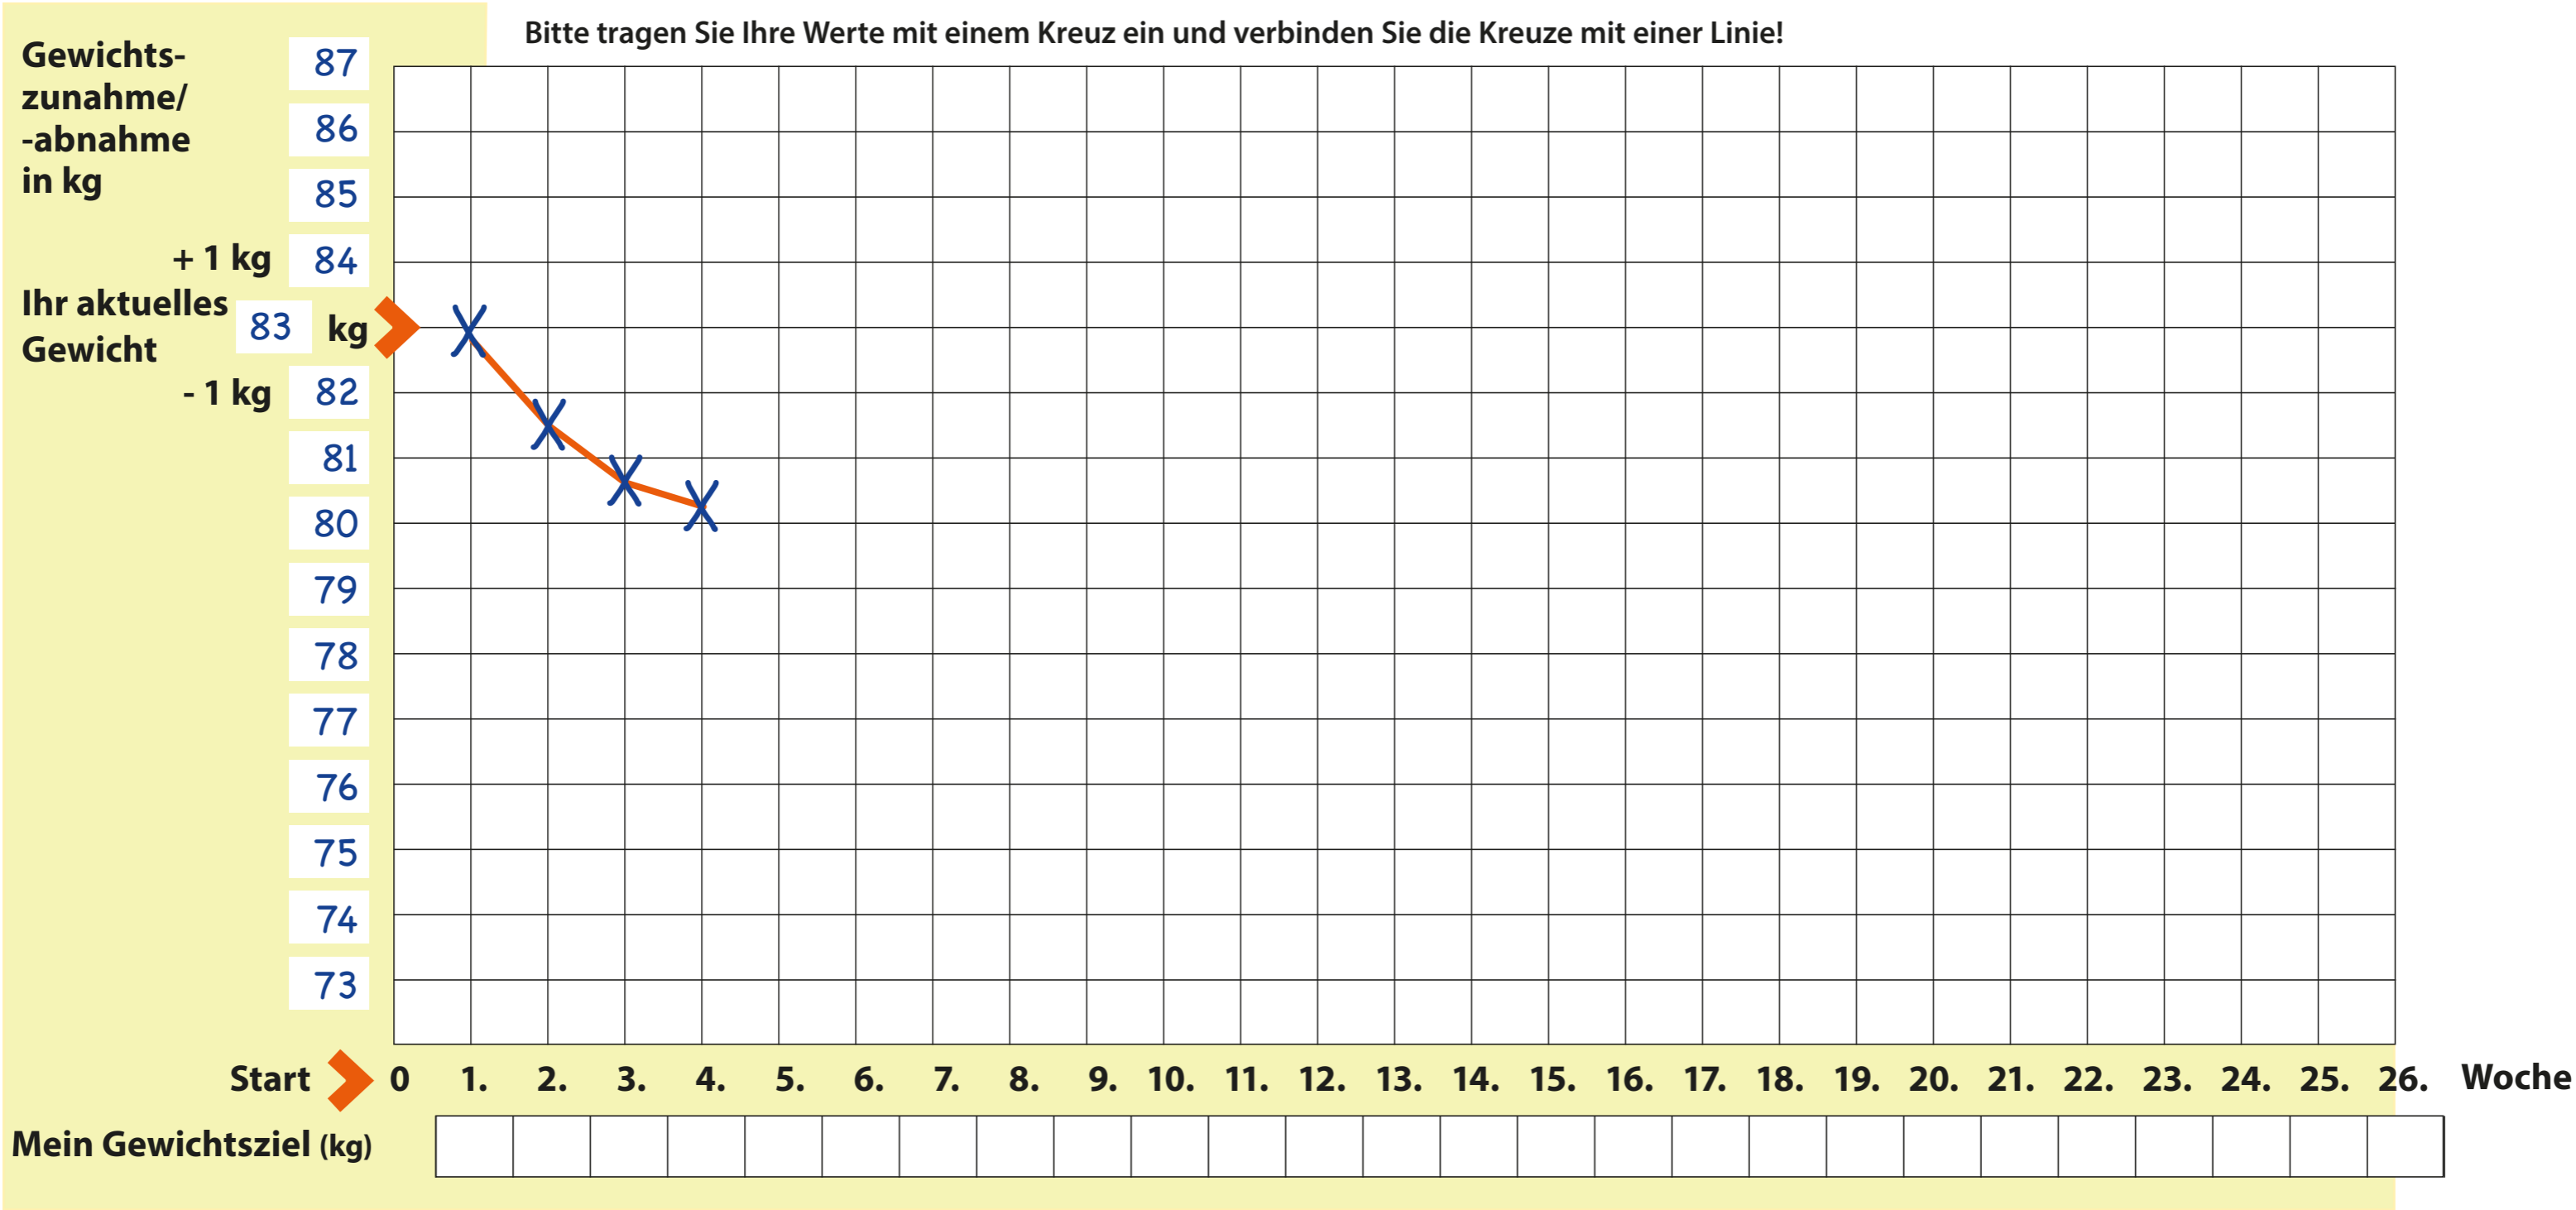 Bitte tragen Sie Ihre Werte mit einem Kreuz ein und verbinden Sie die Kreuze mit einer Linie!
Gewichts-
zunahme/
-abnahme
in kg
87
86
85
+ 1 kg 84
Ihr aktuelles
Gewicht
83 kg
- 1 kg 82
81
80
79
78
77
76
75
74
73
Start 0 1. 2. 3. 4. 5. 6. 7. 8. 9. 10. 11. 12. 13. 14. 15. 16. 17. 18. 19. 20. 21. 22. 23. 24. 25. 26. Woche
Mein Gewichtsziel (kg)